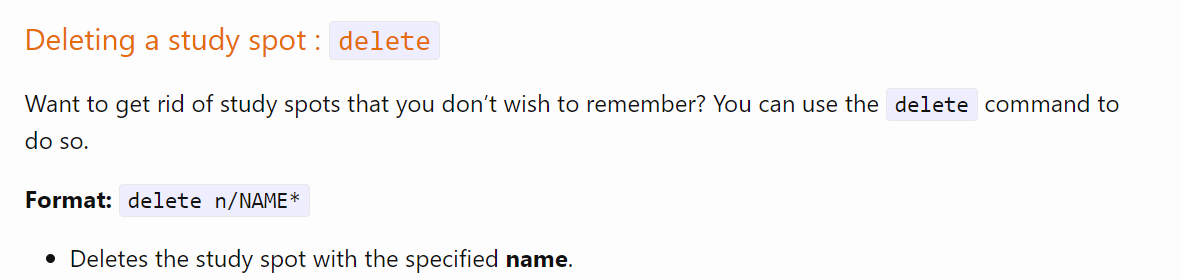 Deleting a study spot : delete
Want to get rid of study spots that you don’t wish to remember? You can use the delete command to
do so.
Format: delete n/NAME*
• Deletes the study spot with the specified name.